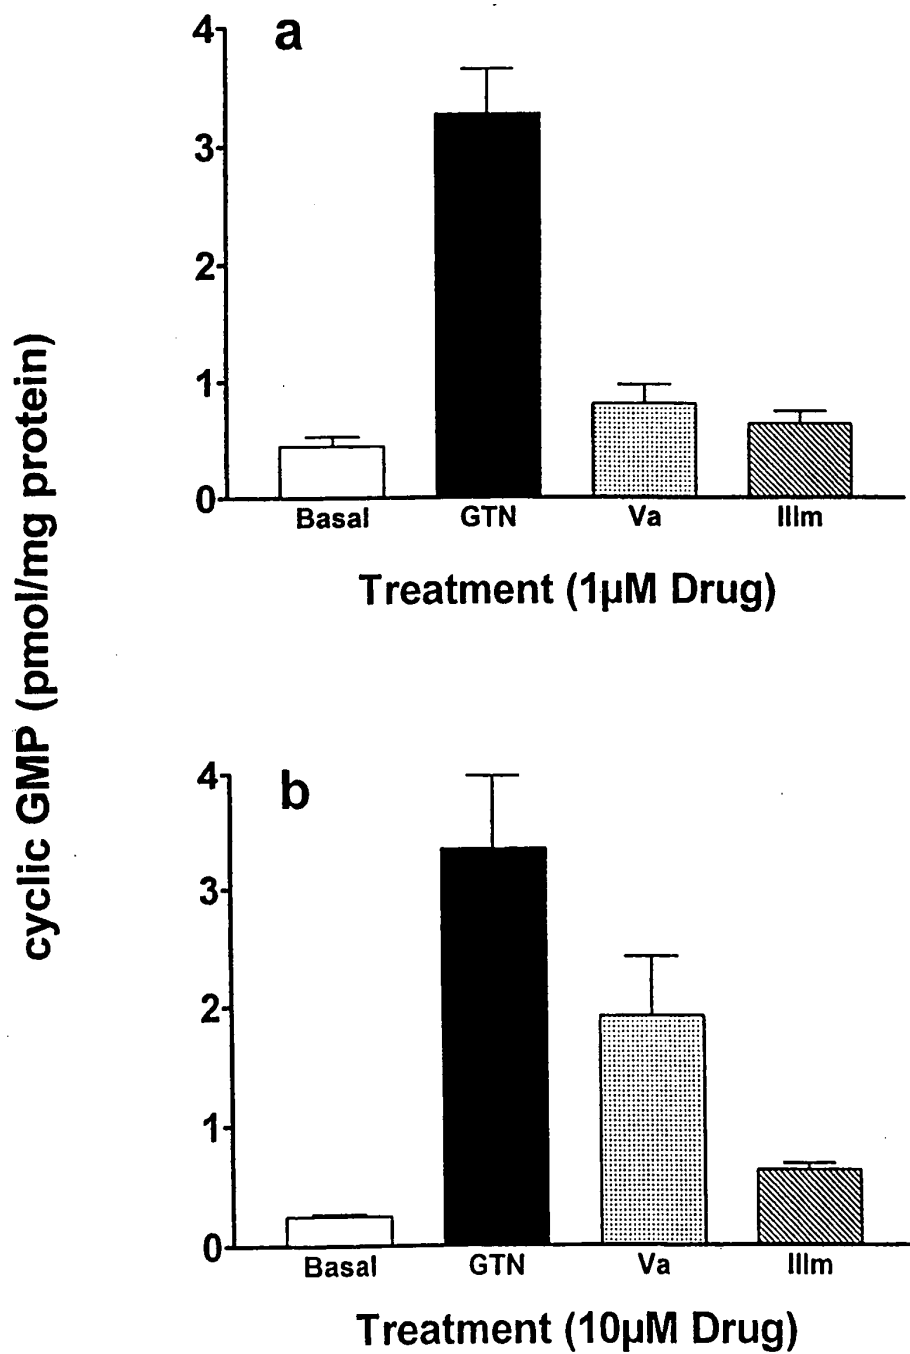 a
4
3
2
1
0
Basal GTN Va IIIm
Treatment (1µM Drug)
cyclic GMP (pmol/mg protein)
b
4
3
2
1
0
Basal GTN Va IIIm
Treatment (10µM Drug)